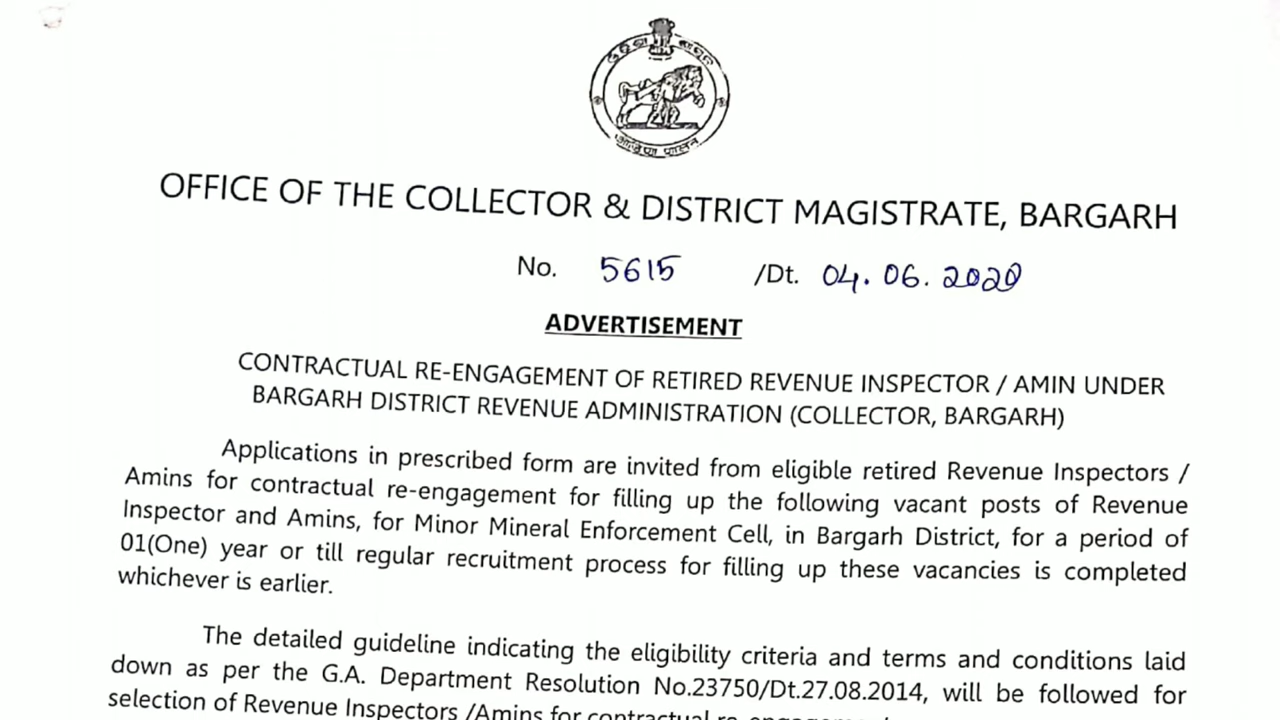 OFFICE OF THE COLLECTOR & DISTRICT MAGISTRATE, BARGARH
No. 5615 /Dt. 04.06.2020
ADVERTISEMENT
CONTRACTUAL RE-ENGAGEMENT OF RETIRED REVENUE INSPECTOR / AMIN UNDER
BARGARH DISTRICT REVENUE ADMINISTRATION (COLLECTOR, BARGARH)
Applications in prescribed form are invited from eligible retired Revenue Inspectors /
Amins for contractual re-engagement for filling up the following vacant posts of Revenue
Inspector and Amins, for Minor Mineral Enforcement Cell, in Bargarh District, for a period of
01(One) year or till regular recruitment process for filling up these vacancies is completed
whichever is earlier.
The detailed guideline indicating the eligibility criteria and terms and conditions laid
down as per the G.A. Department Resolution No.23750/Dt.27.08.2014, will be followed for
selection of Revenue Inspectors /Amins for contractual